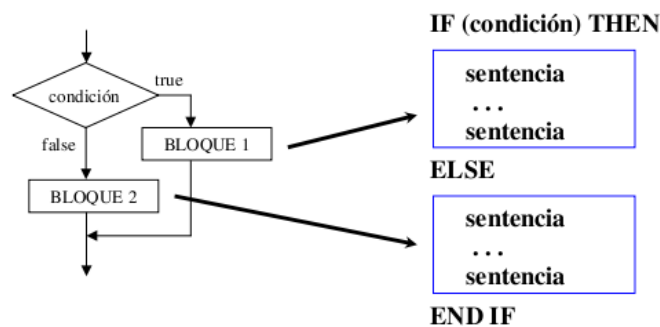 condición
true
false
BLOQUE 1
BLOQUE 2
IF (condición) THEN
sentencia
...
sentencia
ELSE
sentencia
...
sentencia
END IF